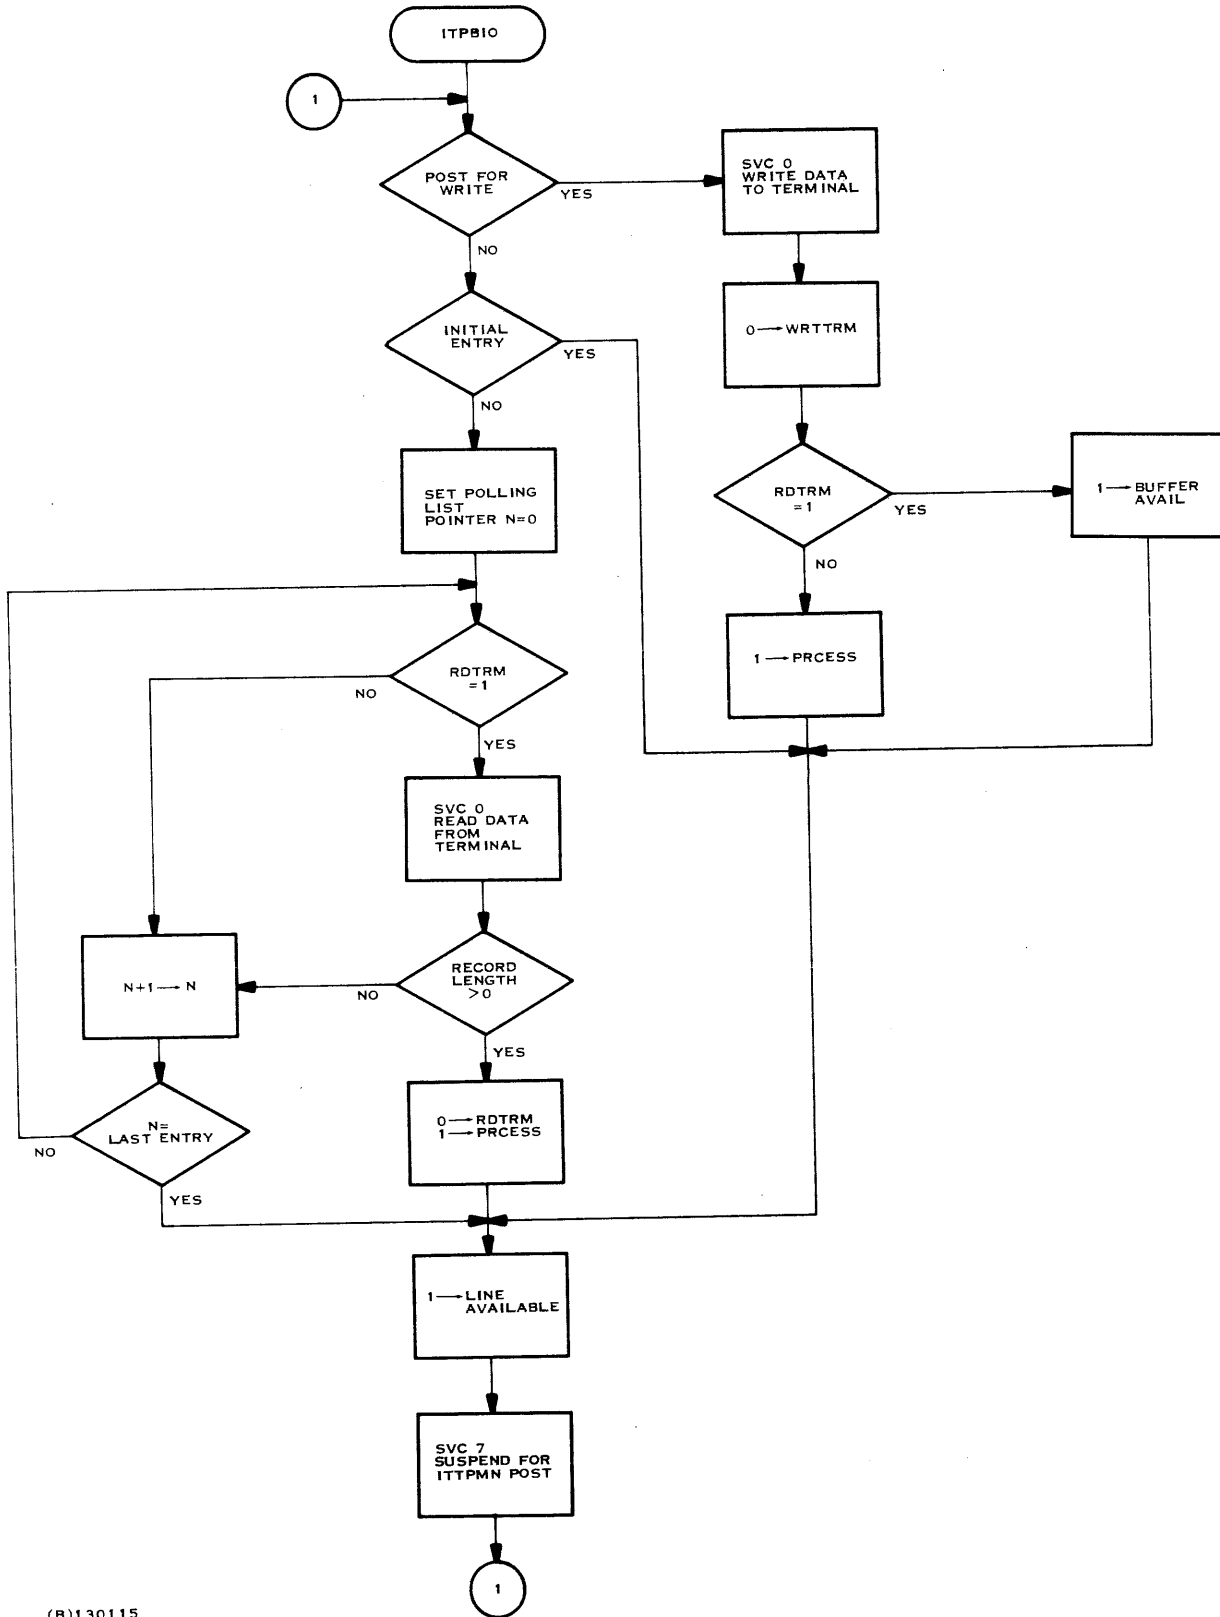 ITPBIO
1
POST FOR
WRITE
YES
NO
SVC 0
WRITE DATA
TO TERMINAL
0→WRTTRM
INITIAL
ENTRY
YES
NO
SET POLLING
LIST
POINTER N=0
RDTRM
=1
YES
NO
1→BUFFER
AVAIL
1→PRCESS
RDTRM
=1
NO
YES
SVC 0
READ DATA
FROM
TERMINAL
RECORD
LENGTH
>0
NO
YES
N+1→N
N=
LAST ENTRY
NO
YES
0→RDTRM
1→PRCESS
1→LINE
AVAILABLE
SVC 7
SUSPEND FOR
ITTPMN POST
1
(B)130115